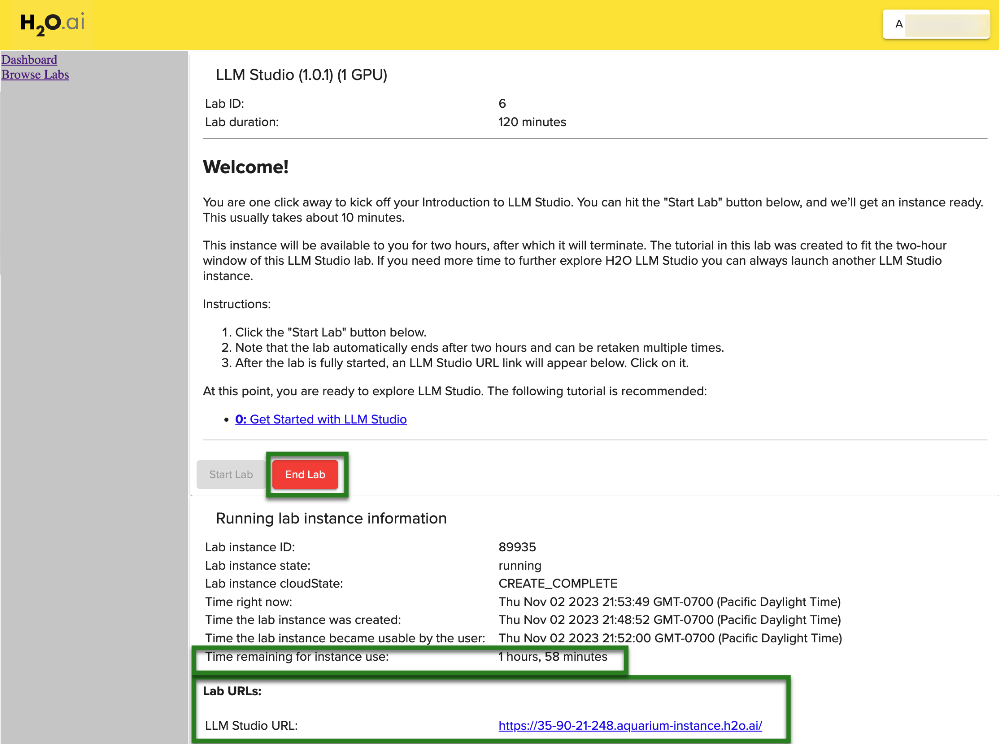 H2O.ai
A
Dashboard
Browse Labs
LLM Studio (1.0.1) (1 GPU)
Lab ID: 6
Lab duration: 120 minutes
Welcome!
You are one click away to kick off your Introduction to LLM Studio. You can hit the "Start Lab" button below, and we'll get an instance ready.
This usually takes about 10 minutes.
This instance will be available to you for two hours, after which it will terminate. The tutorial in this lab was created to fit the two-hour
window of this LLM Studio lab. If you need more time to further explore H2O LLM Studio you can always launch another LLM Studio
instance.
Instructions:
1. Click the "Start Lab" button below.
2. Note that the lab automatically ends after two hours and can be retaken multiple times.
3. After the lab is fully started, an LLM Studio URL link will appear below. Click on it.
At this point, you are ready to explore LLM Studio. The following tutorial is recommended:
• 0: Get Started with LLM Studio
Start Lab End Lab
Running lab instance information
Lab instance ID: 89935
Lab instance state: running
Lab instance cloudState: CREATE_COMPLETE
Time right now: Thu Nov 02 2023 21:53:49 GMT-0700 (Pacific Daylight Time)
Time the lab instance was created: Thu Nov 02 2023 21:48:52 GMT-0700 (Pacific Daylight Time)
Time the lab instance became usable by the user: Thu Nov 02 2023 21:52:00 GMT-0700 (Pacific Daylight Time)
Time remaining for instance use: 1 hours, 58 minutes
Lab URLs:
LLM Studio URL: https://35-90-21-248.aquarium-instance.h2o.ai/